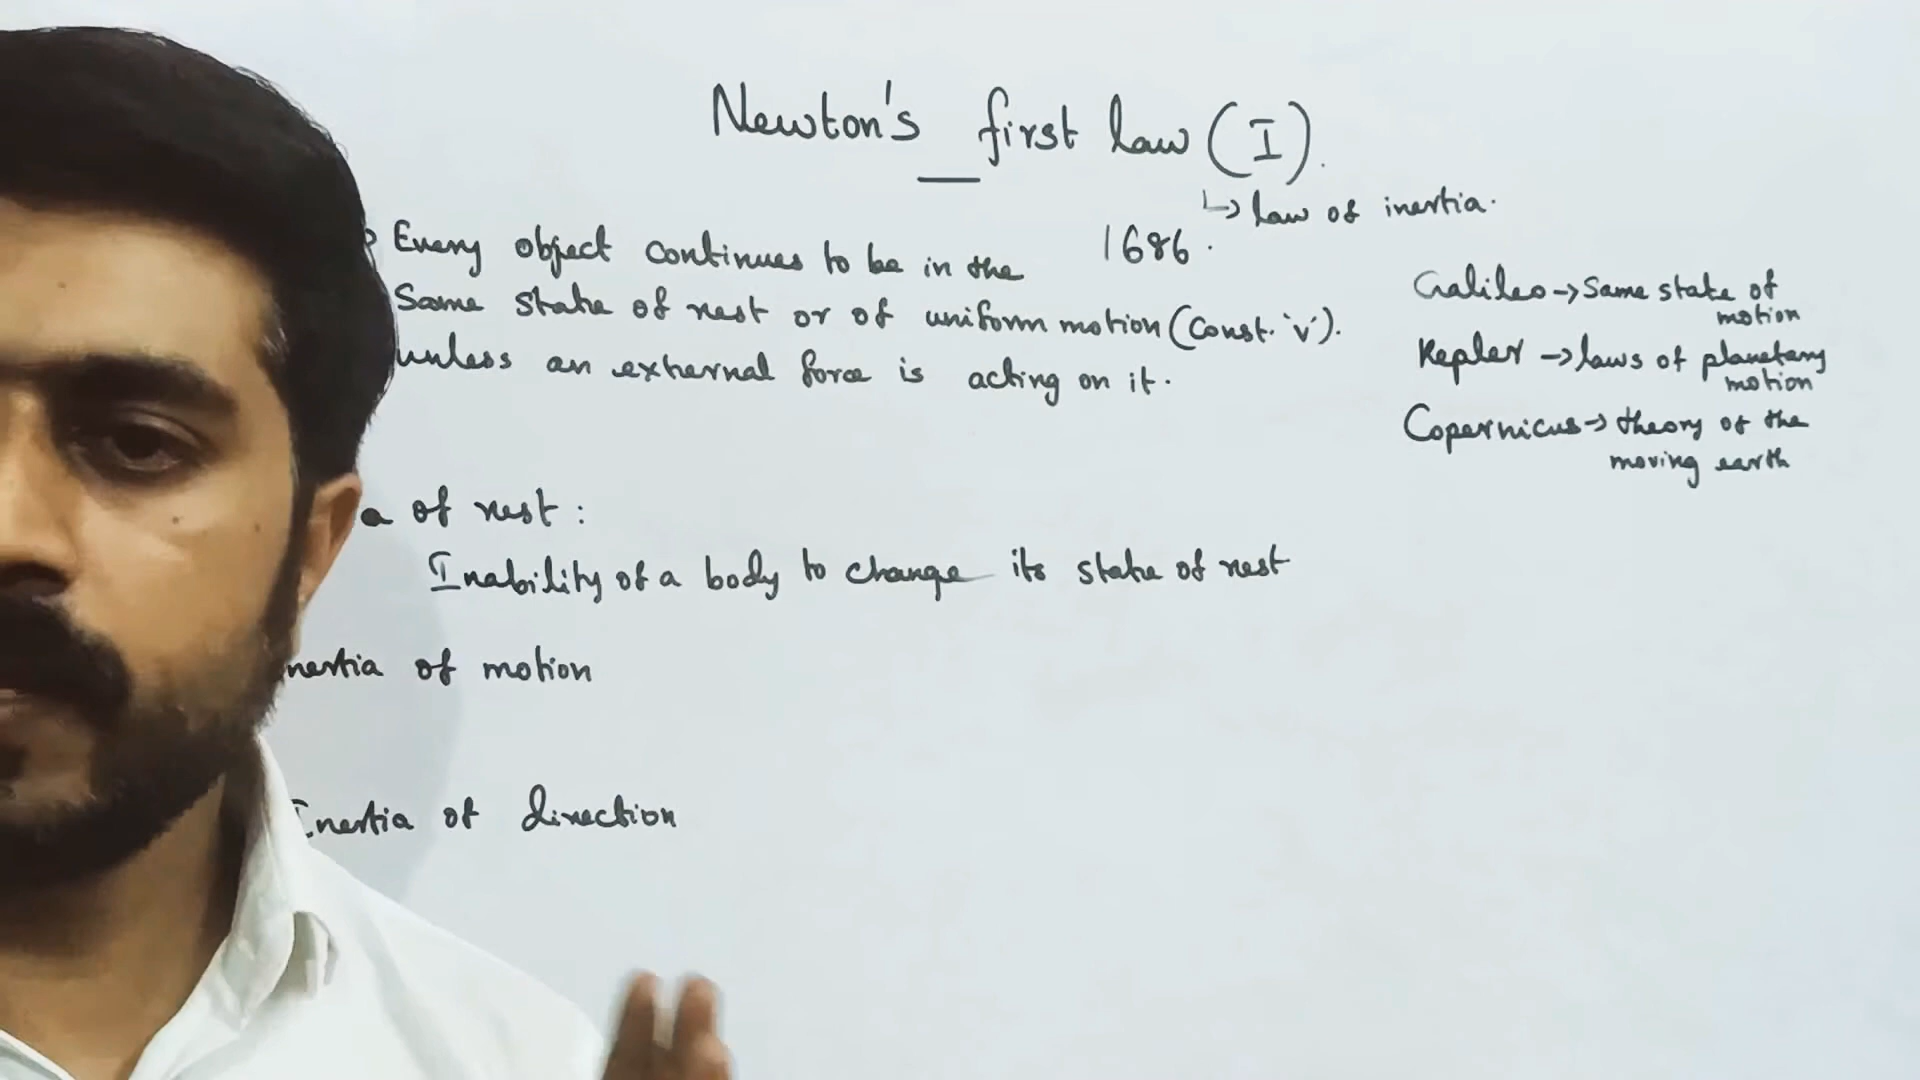 Newton's first law (I).
↳ law of inertia.
1686.
Every object continues to be in the
Same state of rest or of uniform motion (Const. 'v').
unless an external force is acting on it.
Galileo → Same state of
motion
Kepler → laws of planetary
motion
Copernicus → theory of the
moving earth
a of rest :
Inability of a body to change its state of rest
nertia of motion
Inertia of direction